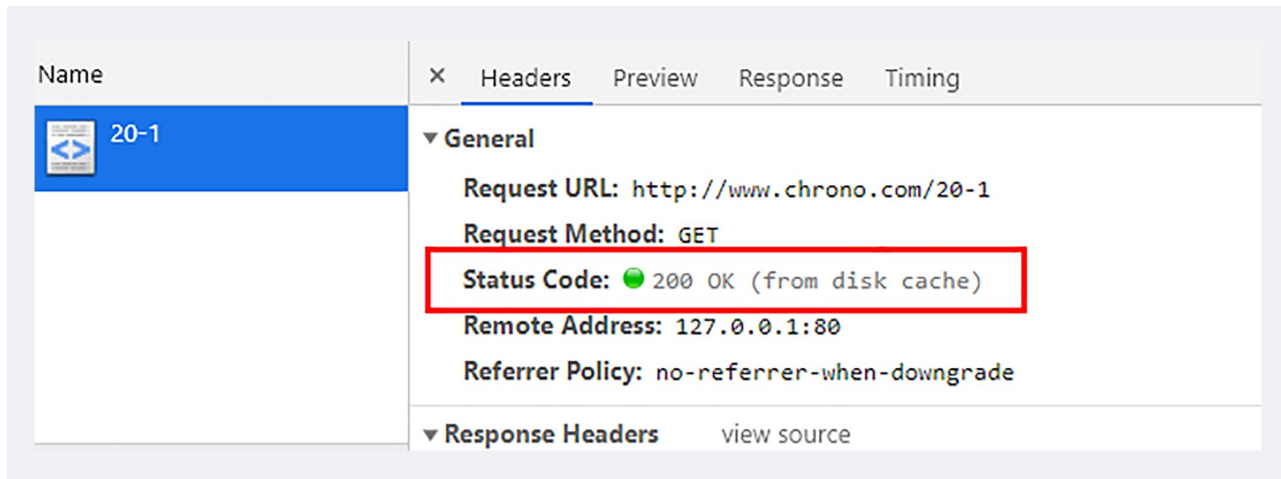 Name
× Headers Preview Response Timing
20-1
▼ General
Request URL: http://www.chrono.com/20-1
Request Method: GET
Status Code: 200 OK (from disk cache)
Remote Address: 127.0.0.1:80
Referrer Policy: no-referrer-when-downgrade
▼ Response Headers view source